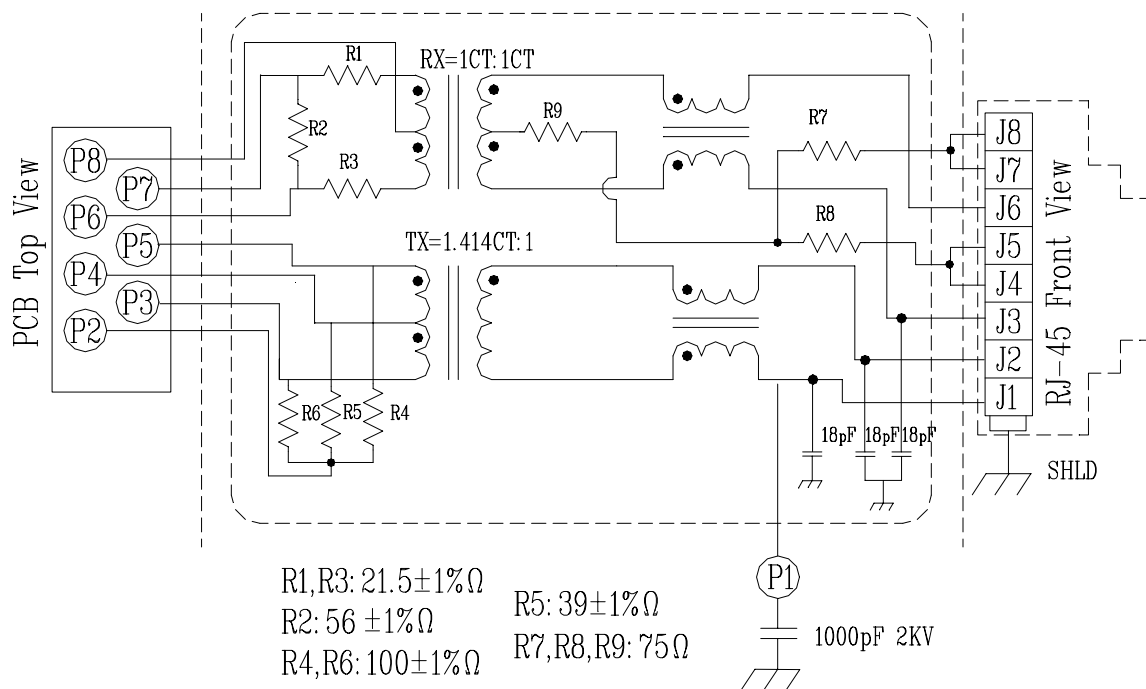 RX=1CT:1CT
R1
R2
R3
R9
R7
R8
P8
P7
P6
P5
P4
P3
P2
PCB Top View
TX=1.414CT:1
R6
R5
R4
J8
J7
J6
J5
J4
J3
J2
J1
RJ-45 Front View
18pF
18pF
18pF
SHLD
P1
1000pF 2KV
R1,R3: 21.5±1%Ω
R2: 56 ±1%Ω
R4,R6: 100±1%Ω
R5: 39±1%Ω
R7,R8,R9: 75Ω